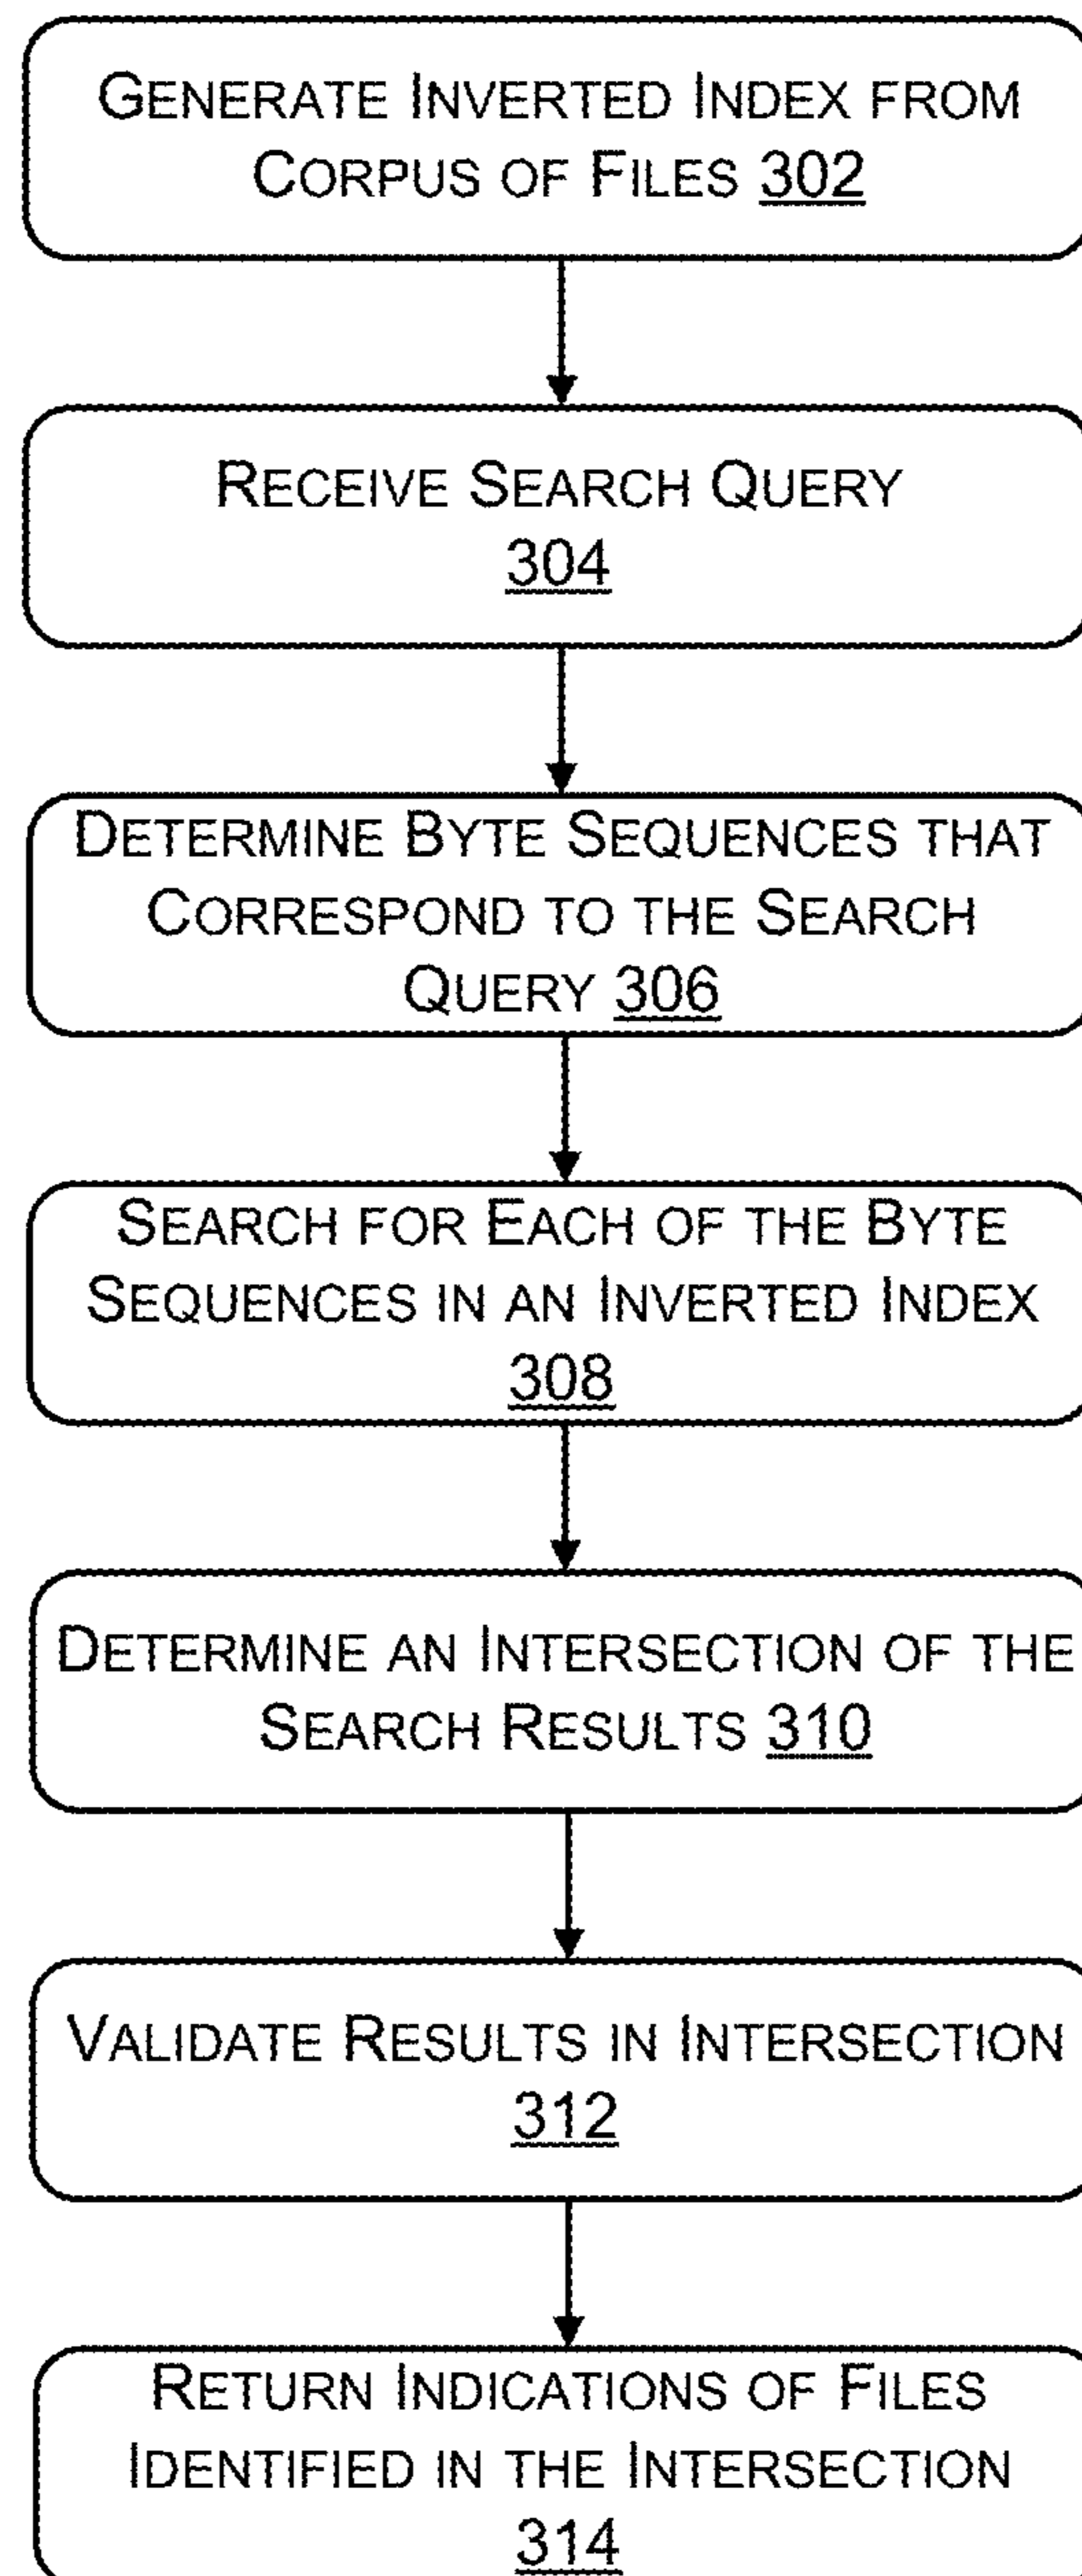 GENERATE INVERTED INDEX FROM
CORPUS OF FILES 302
RECEIVE SEARCH QUERY
304
DETERMINE BYTE SEQUENCES THAT
CORRESPOND TO THE SEARCH
QUERY 306
SEARCH FOR EACH OF THE BYTE
SEQUENCES IN AN INVERTED INDEX
308
DETERMINE AN INTERSECTION OF THE
SEARCH RESULTS 310
VALIDATE RESULTS IN INTERSECTION
312
RETURN INDICATIONS OF FILES
IDENTIFIED IN THE INTERSECTION
314